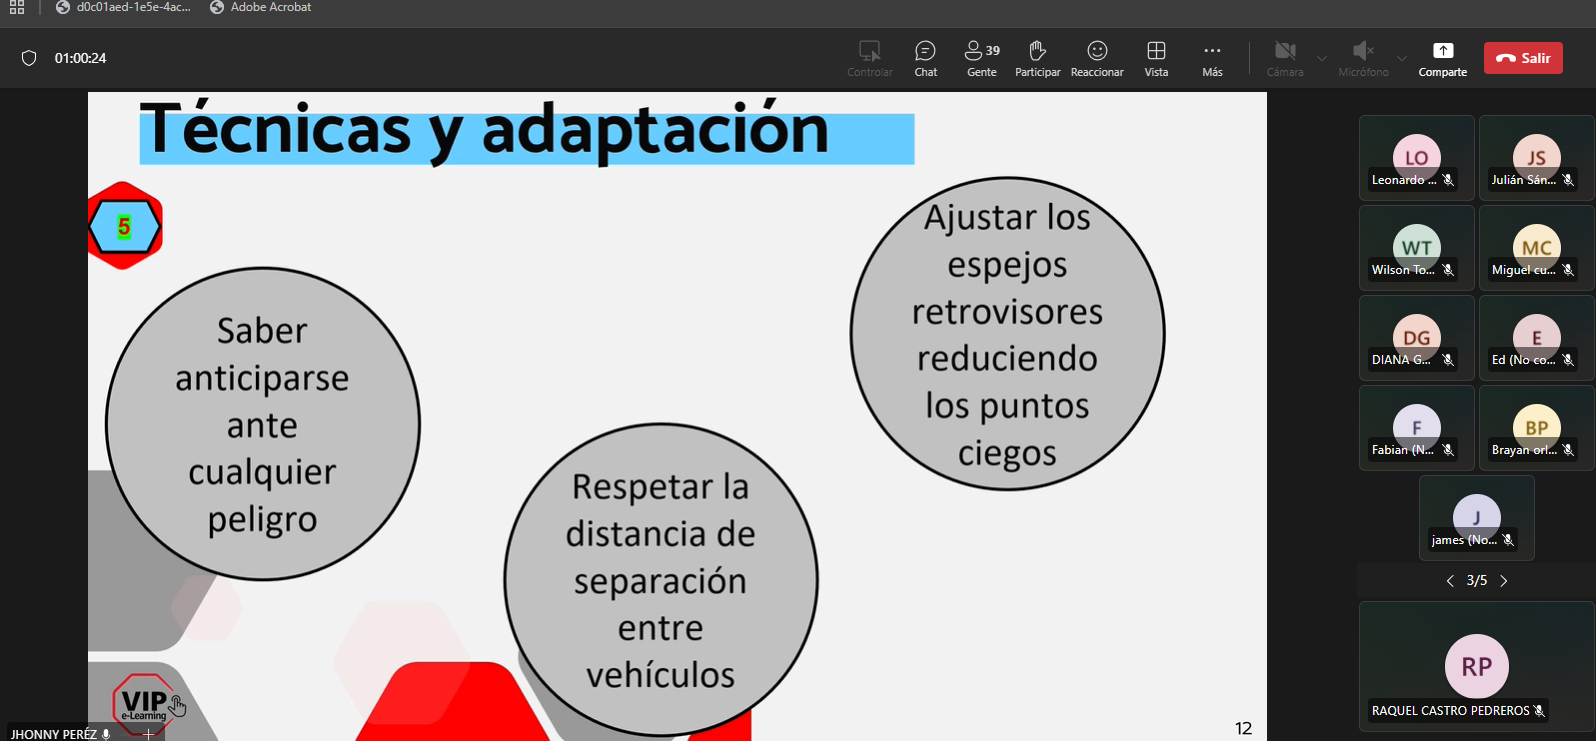 d0c01aed-1e5e-4ac...
Adobe Acrobat
01:00:24
Controlar
Chat
39
Gente
Participar
Reaccionar
Vista
Más
Cámara
Micrófono
Comparte
Salir
Técnicas y adaptación
5
Saber
anticiparse
ante
cualquier
peligro
Respetar la
distancia de
separación
entre
vehículos
Ajustar los
espejos
retrovisores
reduciendo
los puntos
ciegos
VIP
e-Learning
JHONNY PERÉZ
12
LO
Leonardo ...
JS
Julián Sán...
WT
Wilson To...
MC
Miguel cu...
DG
DIANA G...
E
Ed (No co...
F
Fabian (N...
BP
Brayan orl...
J
james (No...
3/5
RP
RAQUEL CASTRO PEDREROS